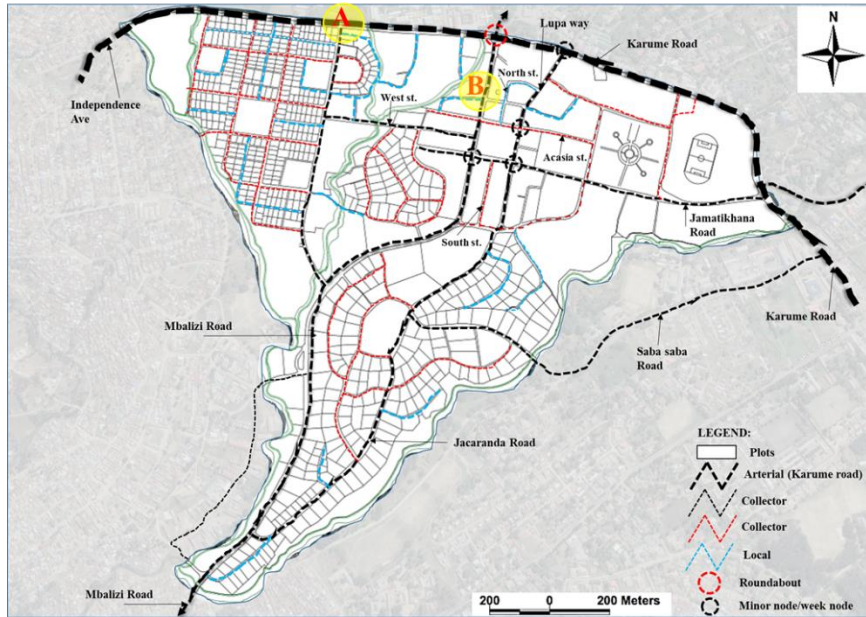 A
N
Lupa way
Karume Road
B
North st.
Independence
Ave
West st.
Acasia st.
Jamatikhana
Road
South st.
Mbalizi Road
Karume Road
Saba saba
Road
Jacaranda Road
LEGEND:
Plots
Arterial (Karume road)
Collector
Collector
Local
Roundabout
Minor node/week node
Mbalizi Road
200 0 200 Meters